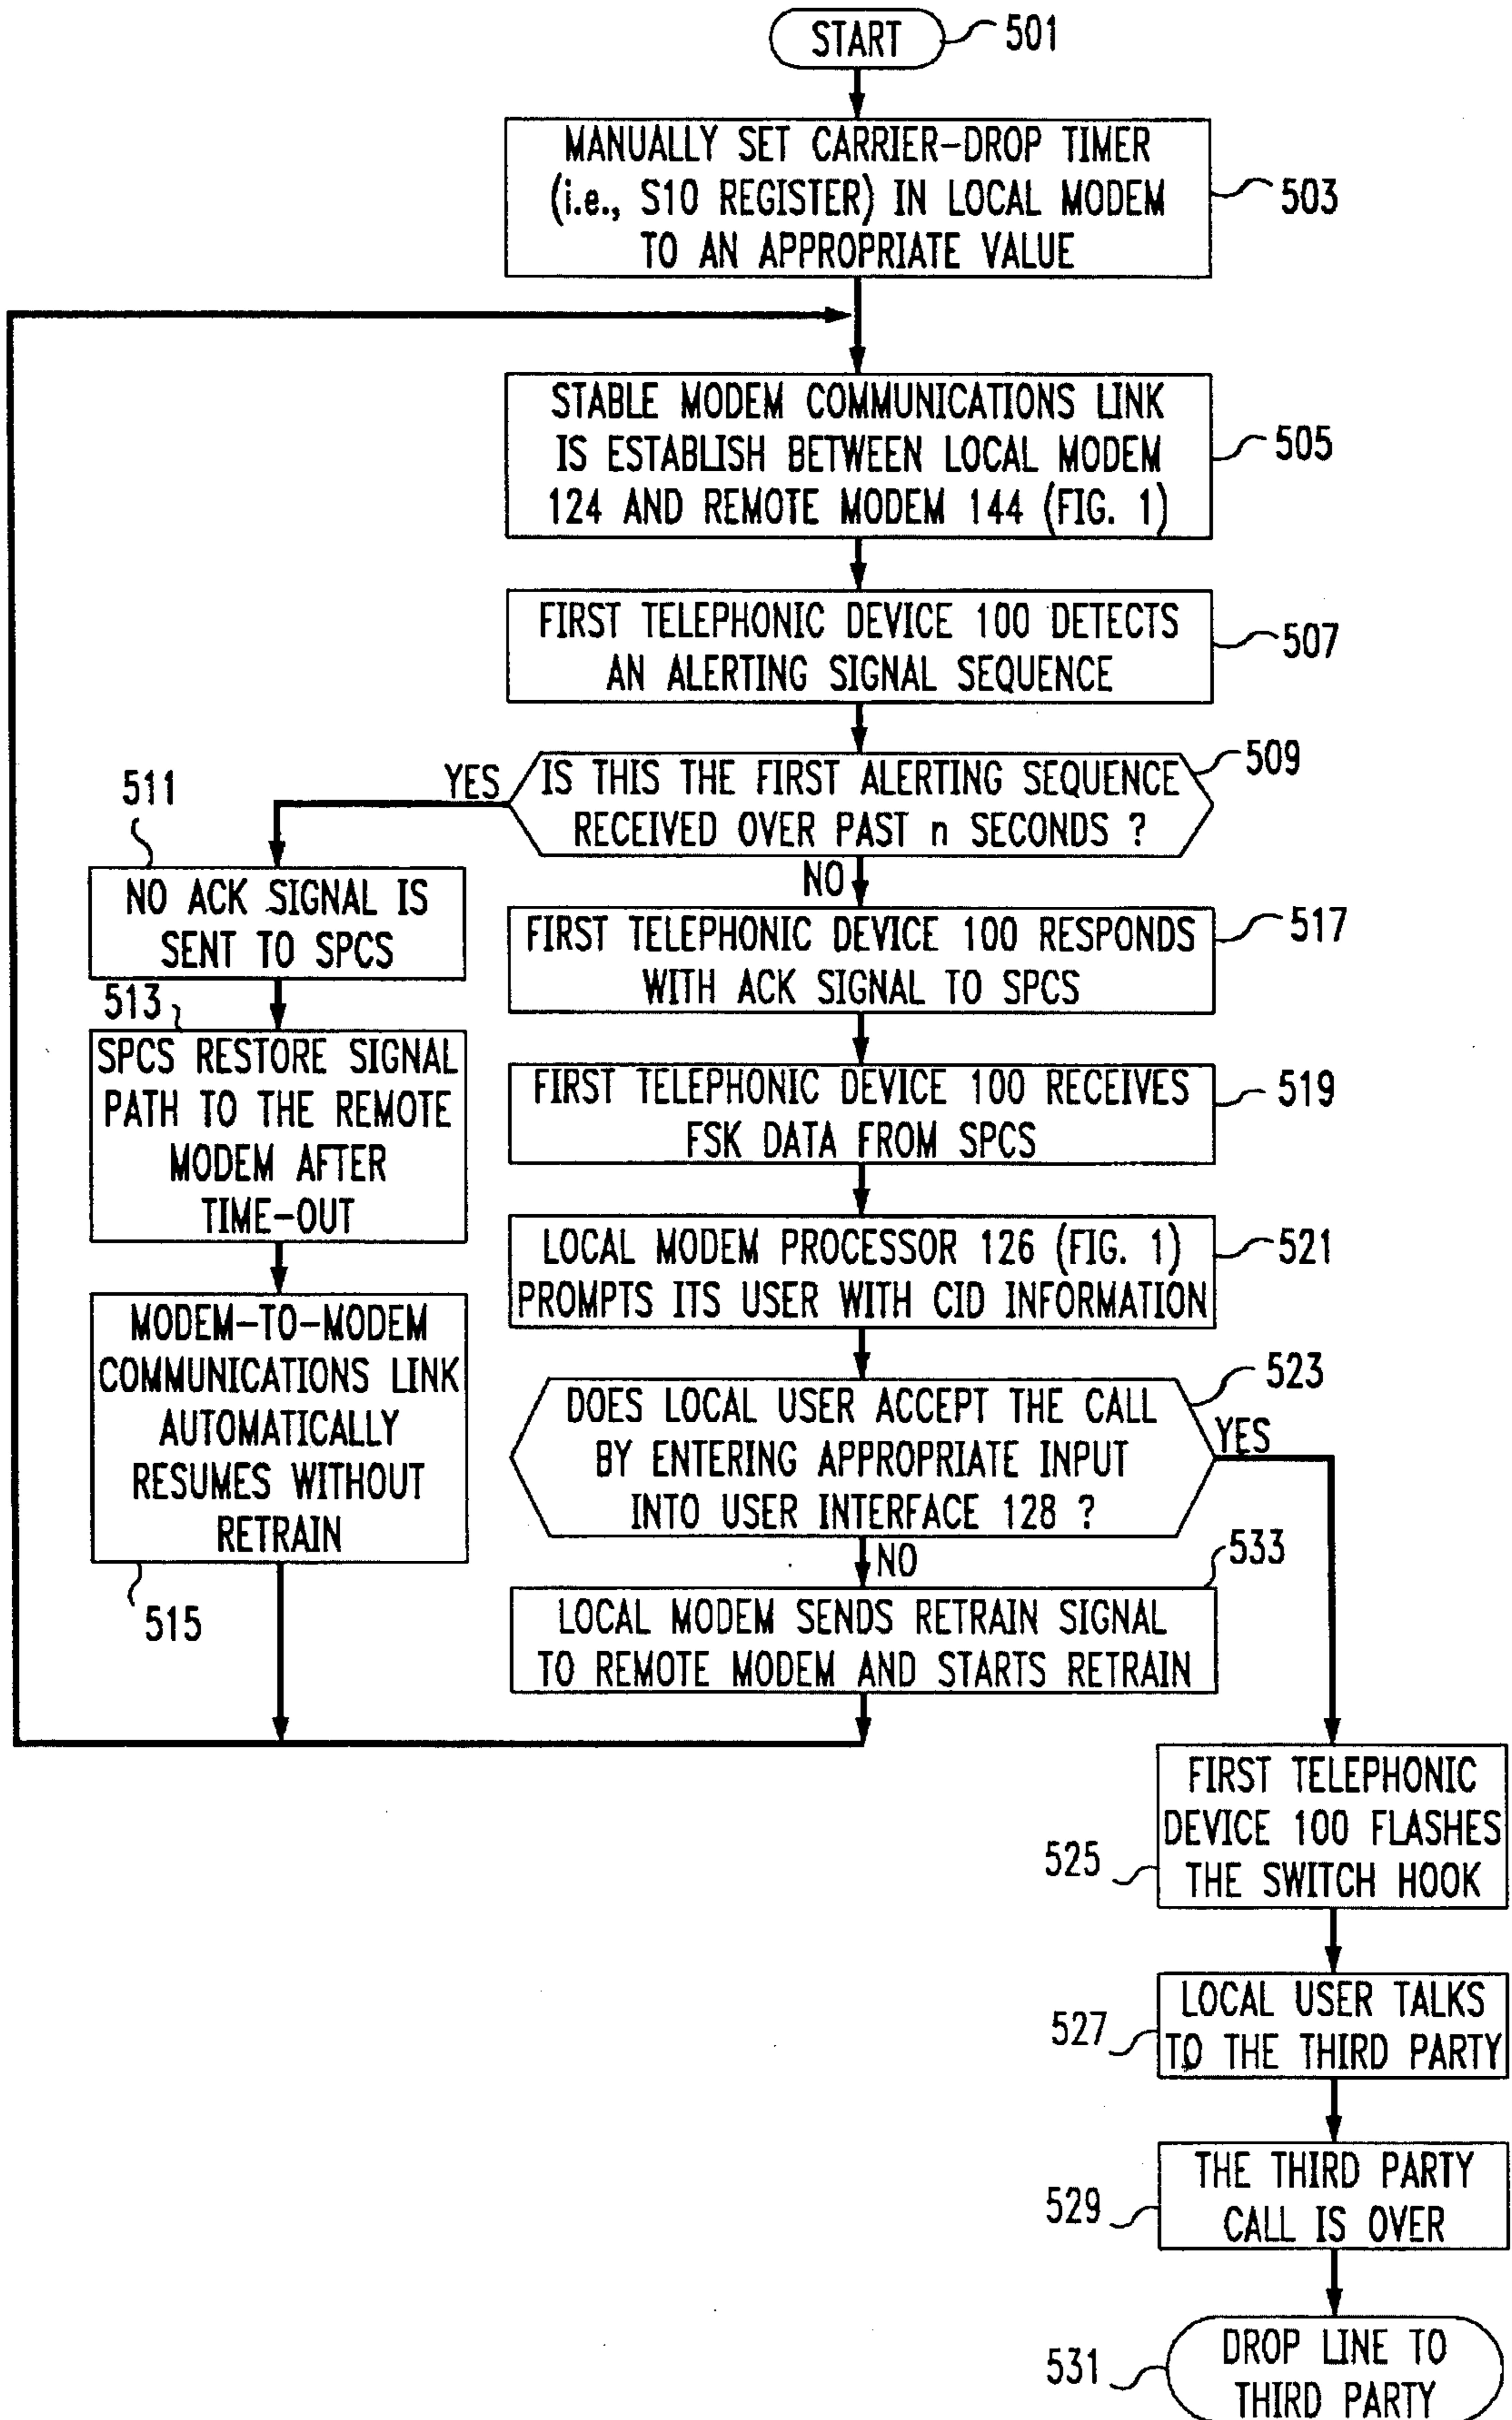 START
501
MANUALLY SET CARRIER-DROP TIMER
(i.e., S10 REGISTER) IN LOCAL MODEM
TO AN APPROPRIATE VALUE
503
STABLE MODEM COMMUNICATIONS LINK
IS ESTABLISH BETWEEN LOCAL MODEM
124 AND REMOTE MODEM 144 (FIG. 1)
505
FIRST TELEPHONIC DEVICE 100 DETECTS
AN ALERTING SIGNAL SEQUENCE
507
IS THIS THE FIRST ALERTING SEQUENCE
RECEIVED OVER PAST n SECONDS ?
509
YES
NO
511
NO ACK SIGNAL IS
SENT TO SPCS
513
SPCS RESTORE SIGNAL
PATH TO THE REMOTE
MODEM AFTER
TIME-OUT
MODEM-TO-MODEM
COMMUNICATIONS LINK
AUTOMATICALLY
RESUMES WITHOUT
RETRAIN
515
FIRST TELEPHONIC DEVICE 100 RESPONDS
WITH ACK SIGNAL TO SPCS
517
FIRST TELEPHONIC DEVICE 100 RECEIVES
FSK DATA FROM SPCS
519
LOCAL MODEM PROCESSOR 126 (FIG. 1)
PROMPTS ITS USER WITH CID INFORMATION
521
DOES LOCAL USER ACCEPT THE CALL
BY ENTERING APPROPRIATE INPUT
INTO USER INTERFACE 128 ?
523
YES
NO
533
LOCAL MODEM SENDS RETRAIN SIGNAL
TO REMOTE MODEM AND STARTS RETRAIN
FIRST TELEPHONIC
DEVICE 100 FLASHES
THE SWITCH HOOK
525
LOCAL USER TALKS
TO THE THIRD PARTY
527
THE THIRD PARTY
CALL IS OVER
529
DROP LINE TO
THIRD PARTY
531